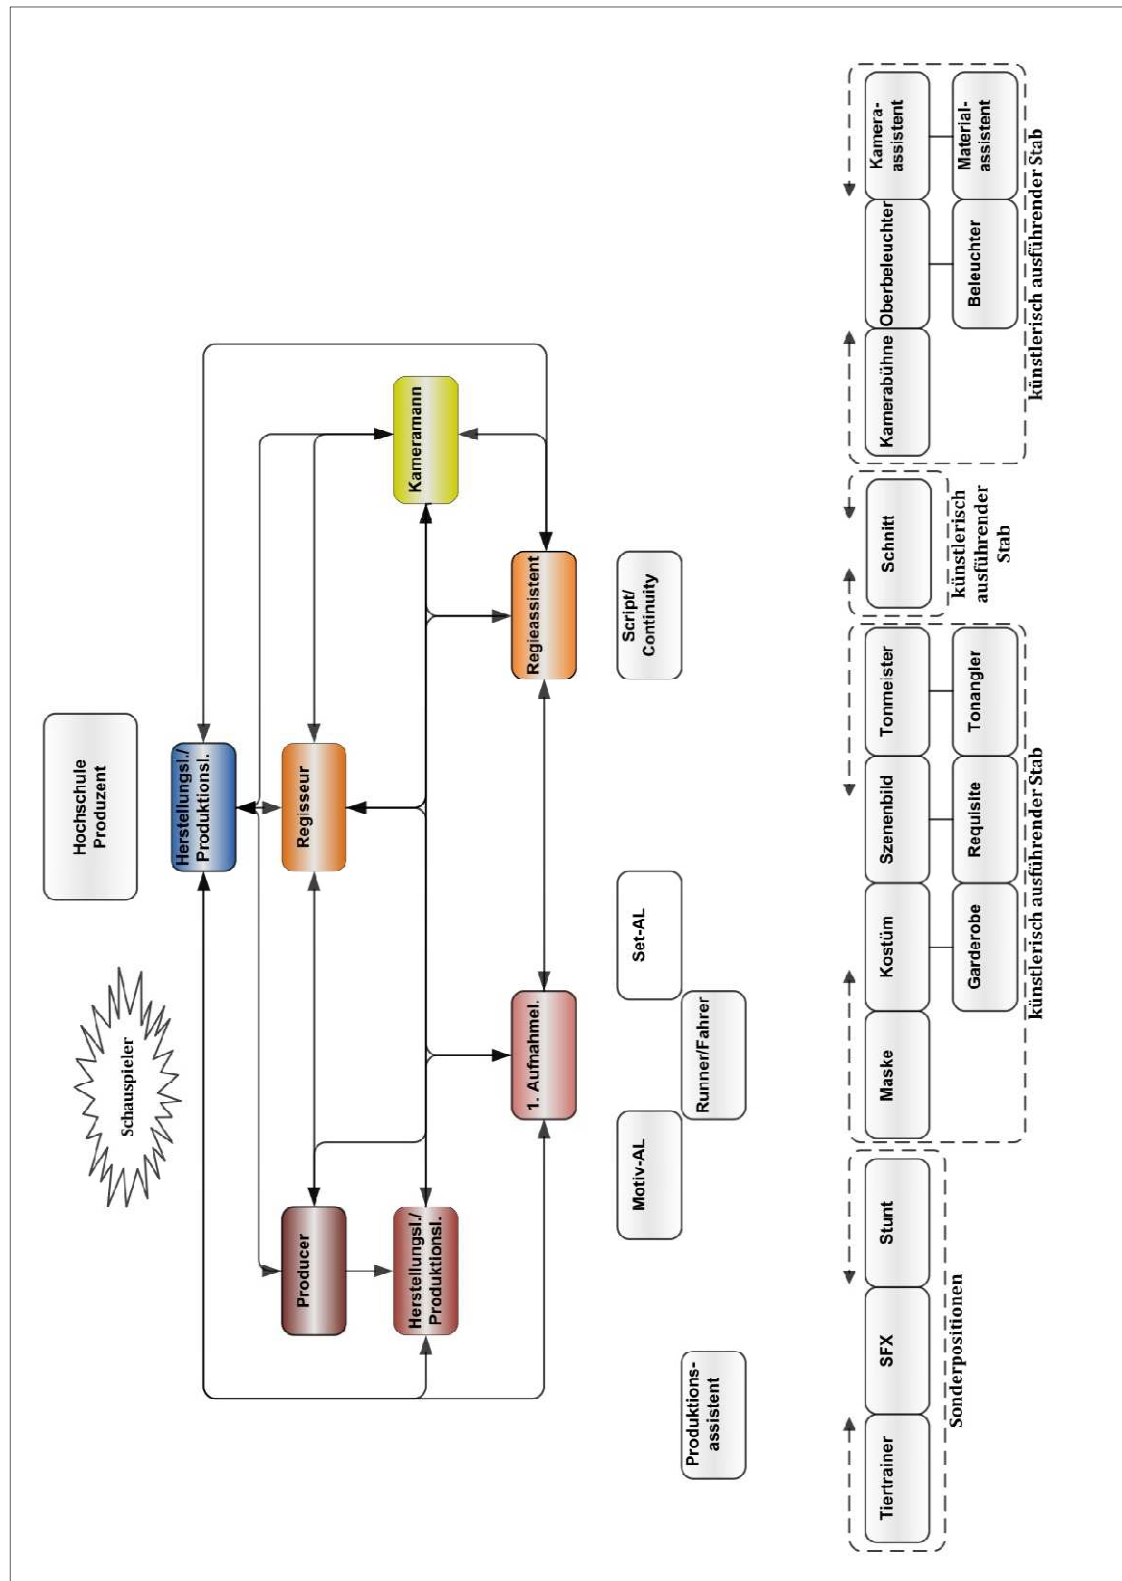 Hochschule
Produzent
Schauspieler
Herstellungsl./
Produktionsl.
Producer
Regisseur
Herstellungsl./
Produktionsl.
Kameramann
1. Aufnahmel.
Regieassistent
Motiv-AL
Set-AL
Script/
Continuity
Produktions-
assistent
Runner/Fahrer
Tiertrainer
SFX
Stunt
Maske
Kostüm
Szenenbild
Tonmeister
Schnitt
Kamerabühne
Oberbeleuchter
Kamera-
assistent
Garderobe
Requisite
Tonangler
Beleuchter
Material-
assistent
Sonderpositionen
künstlerisch ausführender Stab
künstlerisch
ausführender
Stab
künstlerisch ausführender Stab